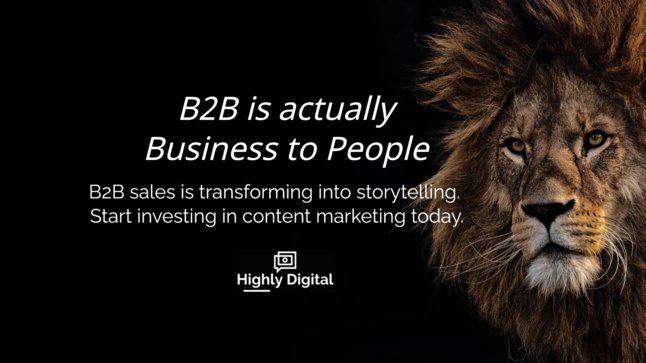 B2B is actually
Business to People
B2B sales is transforming into storytelling.
Start investing in content marketing today.
Highly Digital